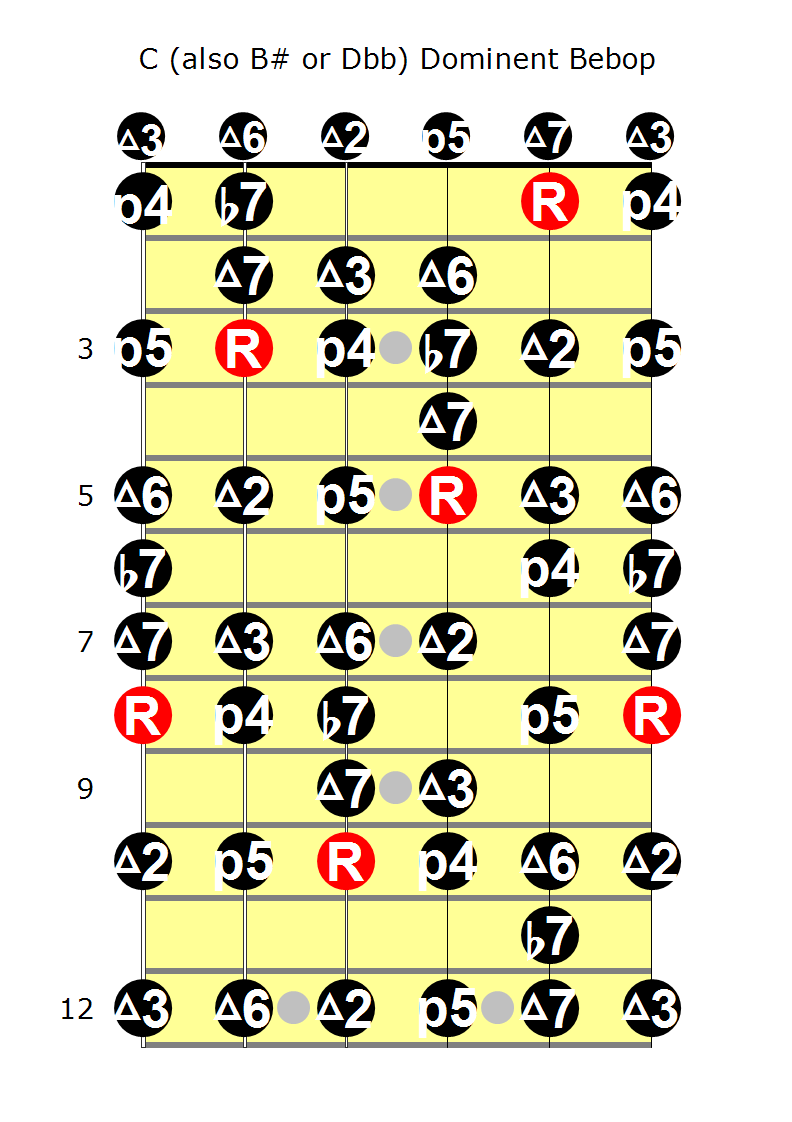 C (also B# or Dbb) Dominent Bebop
Δ3 Δ6 Δ2 p5 Δ7 Δ3
p4 ♭7 R p4
Δ7 Δ3 Δ6
3 p5 R p4 ♭7 Δ2 p5
Δ7
5 Δ6 Δ2 p5 R Δ3 Δ6
♭7 p4 ♭7
7 Δ7 Δ3 Δ6 Δ2 Δ7
R p4 ♭7 p5 R
9 Δ7 Δ3
Δ2 p5 R p4 Δ6 Δ2
♭7
12 Δ3 Δ6 Δ2 p5 Δ7 Δ3